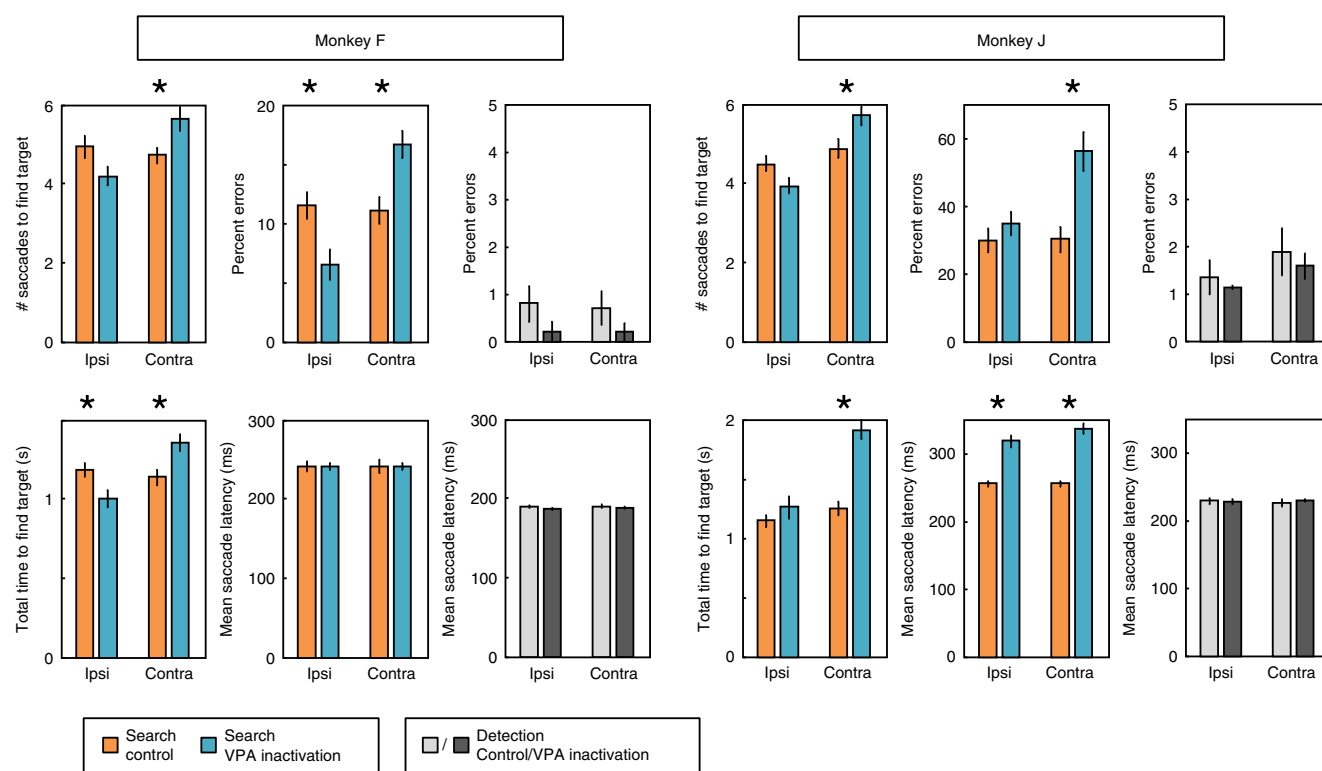 Monkey F
Monkey J
* * * * *
# saccades to find target
6
4
2
0
Ipsi Contra
Percent errors
20
10
0
Ipsi Contra
Percent errors
5
4
3
2
1
0
Ipsi Contra
# saccades to find target
6
4
2
0
Ipsi Contra
Percent errors
60
40
20
0
Ipsi Contra
Percent errors
5
4
3
2
1
0
Ipsi Contra
* * * * *
Total time to find target (s)
1
0
Ipsi Contra
Mean saccade latency (ms)
300
200
100
0
Ipsi Contra
Mean saccade latency (ms)
300
200
100
0
Ipsi Contra
Total time to find target (s)
2
1
0
Ipsi Contra
Mean saccade latency (ms)
300
200
100
0
Ipsi Contra
Mean saccade latency (ms)
300
200
100
0
Ipsi Contra
Search
control
Search
VPA inactivation
/
Detection
Control/VPA inactivation